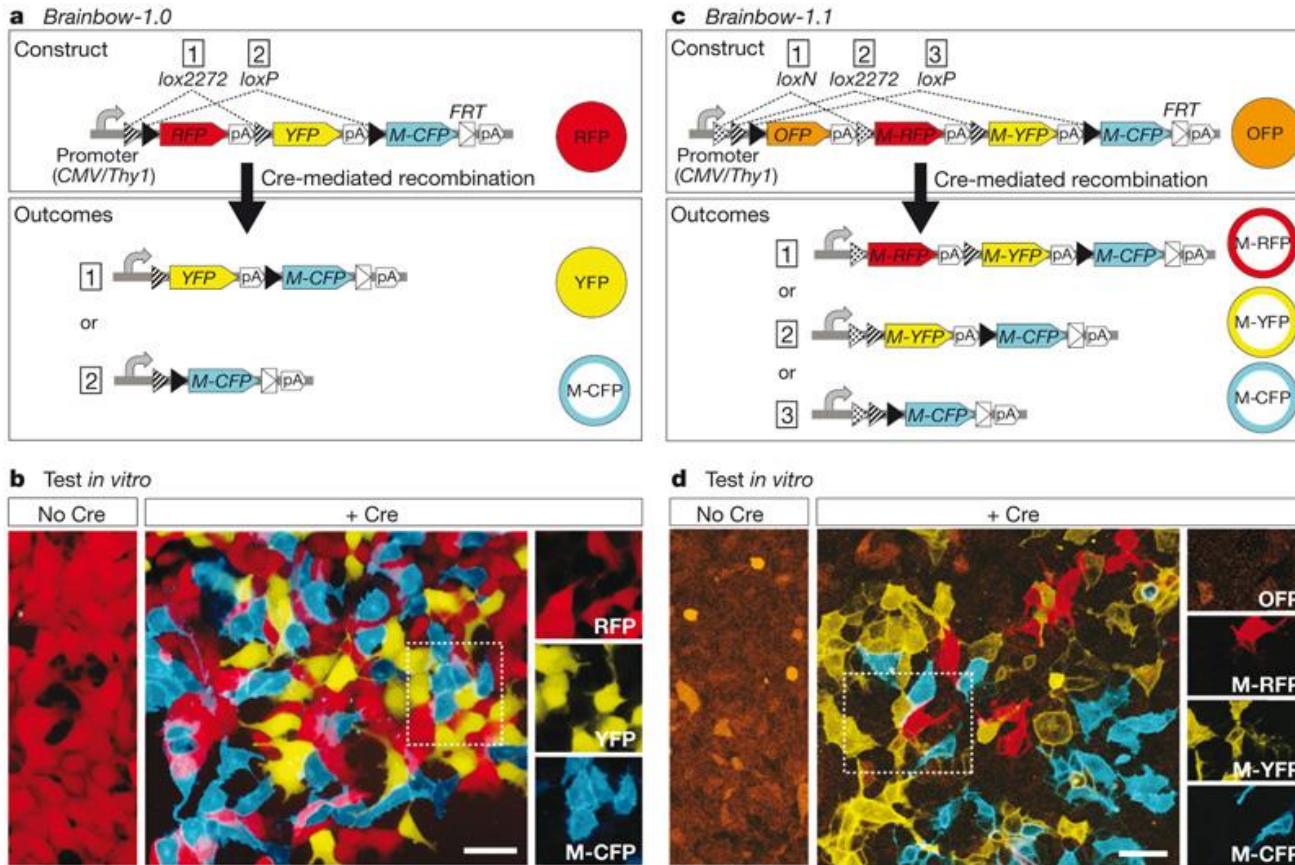 a Brainbow-1.0
Construct
1
2
lox2272
loxP
FRT
RFP
pA
YFP
pA
M-CFP
pA
RFP
Promoter
(CMV/Thy1)
Cre-mediated recombination
Outcomes
1
YFP
pA
M-CFP
pA
YFP
or
2
M-CFP
pA
M-CFP
b Test in vitro
No Cre
+ Cre
RFP
YFP
M-CFP
c Brainbow-1.1
Construct
1
2
3
loxN
lox2272
loxP
FRT
OFP
pA
M-RFP
pA
M-YFP
pA
M-CFP
pA
OFP
Promoter
(CMV/Thy1)
Cre-mediated recombination
Outcomes
1
M-RFP
pA
M-YFP
pA
M-CFP
pA
M-RFP
or
2
M-YFP
pA
M-CFP
pA
M-YFP
or
3
M-CFP
pA
M-CFP
d Test in vitro
No Cre
+ Cre
OFP
M-RFP
M-YFP
M-CFP